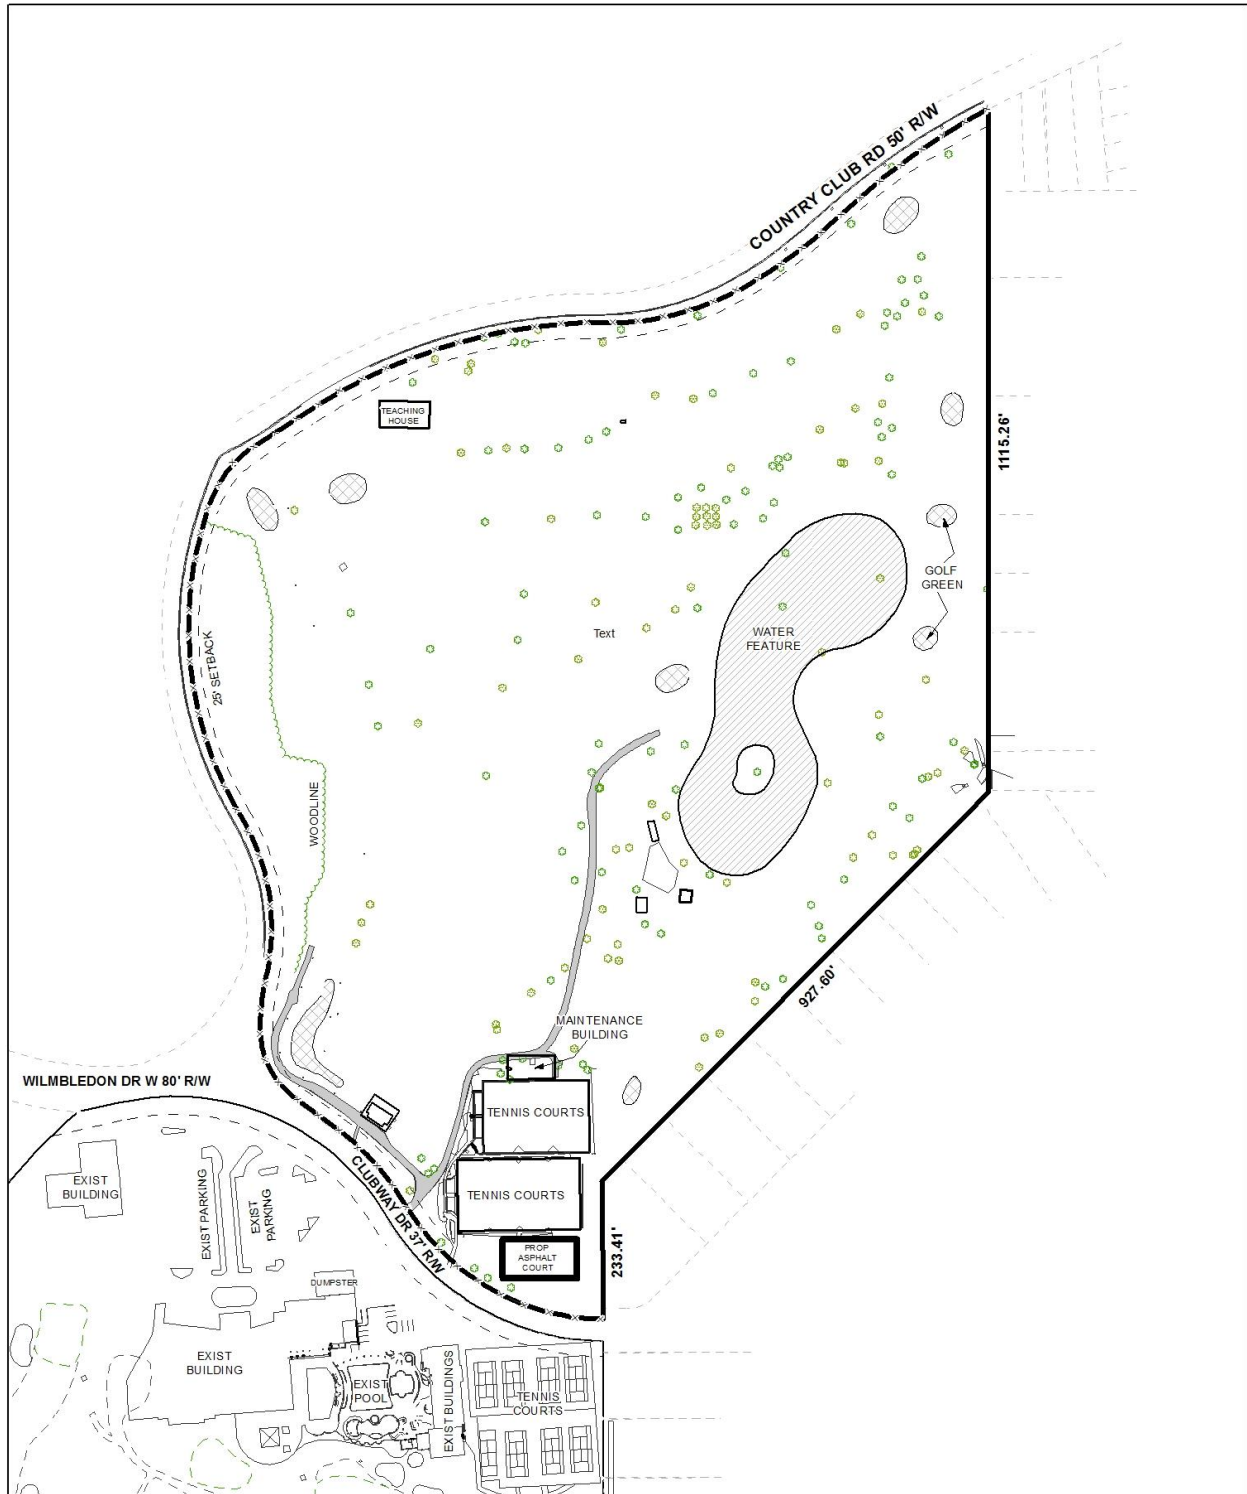 COUNTRY CLUB RD 50' R/W
TEACHING
HOUSE
1115.26'
GOLF
GREEN
Text
WATER
FEATURE
25' SETBACK
WOODLINE
927.60'
MAINTENANCE
BUILDING
WILMBLEDON DR W 80' R/W
TENNIS COURTS
CLUBWAY DR 37' R/W
TENNIS COURTS
EXIST
BUILDING
EXIST PARKING
EXIST
PARKING
PROP
ASPHALT
COURT
233.41'
DUMPSTER
EXIST
BUILDING
EXIST
POOL
EXIST BUILDINGS
TENNIS
COURTS